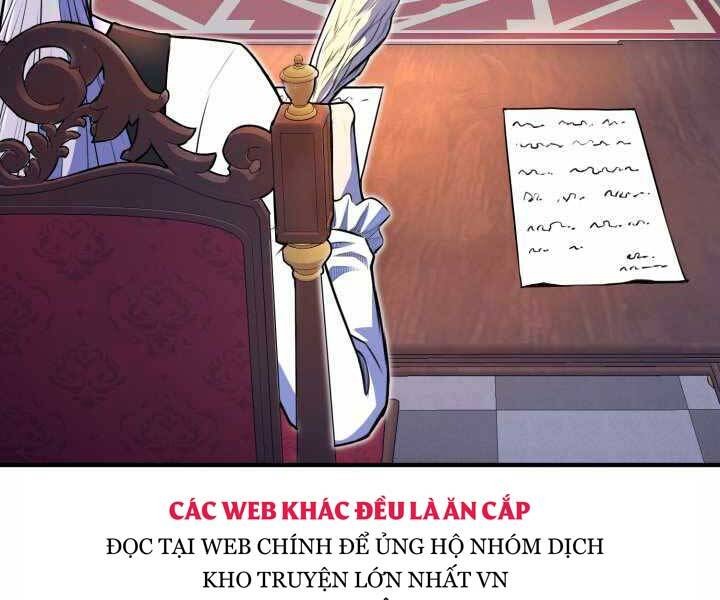 CÁC WEB KHÁC ĐỀU LÀ ĂN CẮP
ĐỌC TẠI WEB CHÍNH ĐỂ ỦNG HỘ NHÓM DỊCH
KHO TRUYỆN LỚN NHẤT VN